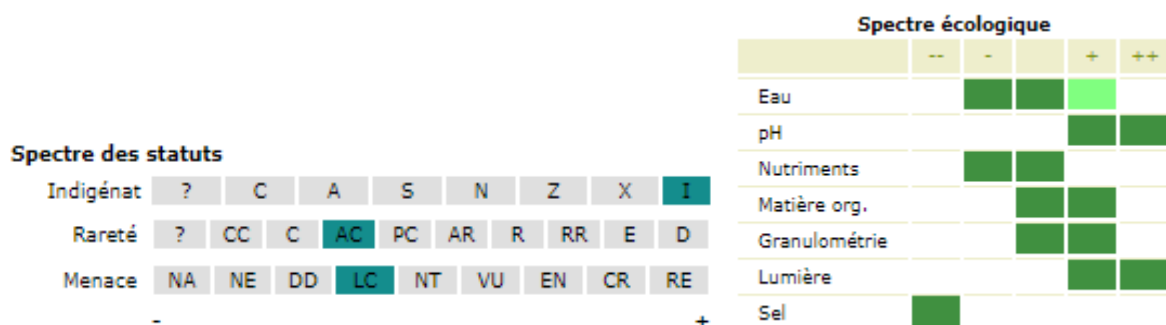 Spectre des statuts
Indigénat ? C A S N Z X I
Rareté ? CC C AC PC AR R RR E D
Menace NA NE DD LC NT VU EN CR RE
- +
Spectre écologique
-- - + ++
Eau
pH
Nutriments
Matière org.
Granulométrie
Lumière
Sel